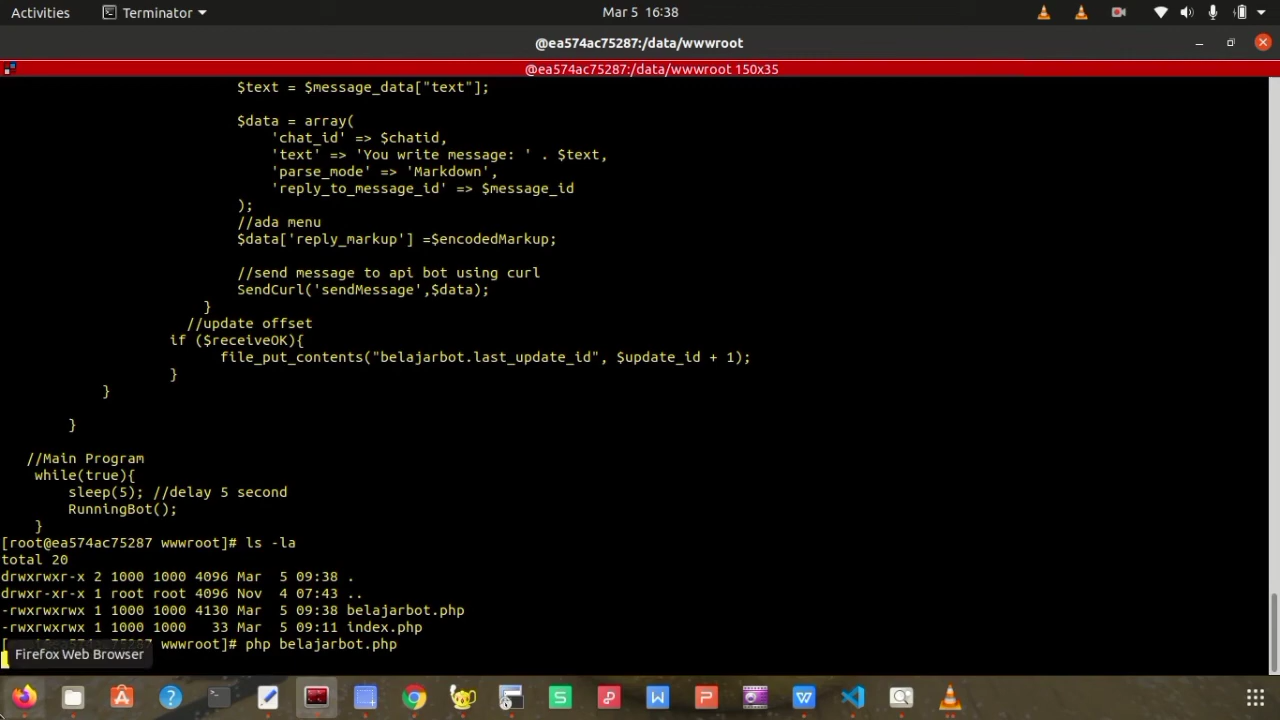 Activities
Terminator
Mar 5 16:38
@ea574ac75287:/data/wwwroot
@ea574ac75287:/data/wwwroot 150x35
$text = $message_data["text"];
$data = array(
'chat_id' => $chatid,
'text' => 'You write message: ' . $text,
'parse_mode' => 'Markdown',
'reply_to_message_id' => $message_id
);
//ada menu
$data['reply_markup'] =$encodedMarkup;
//send message to api bot using curl
SendCurl('sendMessage',$data);
}
//update offset
if ($receiveOK){
file_put_contents("belajarbot.last_update_id", $update_id + 1);
}
}
}
//Main Program
while(true){
sleep(5); //delay 5 second
RunningBot();
}
[root@ea574ac75287 wwwroot]# ls -la
total 20
drwxrwxr-x 2 1000 1000 4096 Mar  5 09:38 .
drwxr-xr-x 1 root root 4096 Nov  4 07:43 ..
-rwxrwxrwx 1 1000 1000 4130 Mar  5 09:38 belajarbot.php
-rwxrwxrwx 1 1000 1000   33 Mar  5 09:11 index.php
wwwroot]# php belajarbot.php
Firefox Web Browser